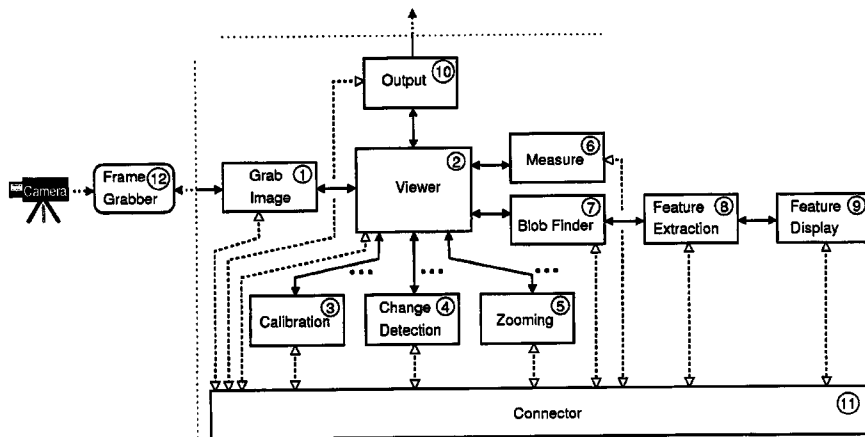 Output
10
12
1
2
6
Camera
Frame
Grabber
Grab
Image
Viewer
Measure
7
8
9
Blob Finder
Feature
Extraction
Feature
Display
3
4
5
Calibration
Change
Detection
Zooming
Connector
11